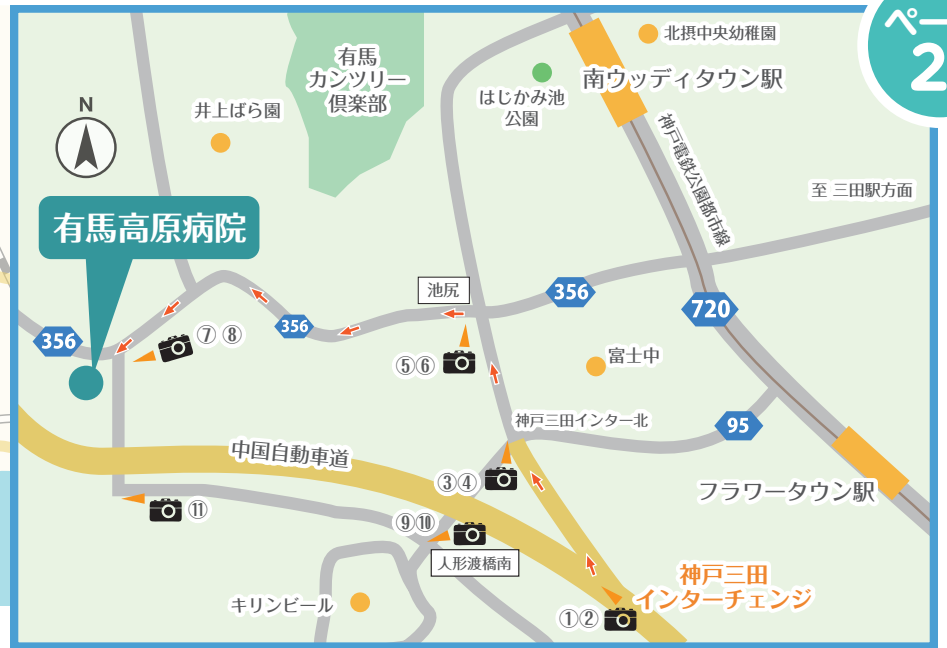 ペー
2
北摂中央幼稚園
有馬
カンツリー
倶楽部
南ウッディタウン駅
はじかみ池
公園
井上ばら園
N
神戸電鉄公園都市線
至 三田駅方面
有馬高原病院
池尻
356
720
356
356
⑦ ⑧
⑤⑥
富士中
神戸三田インター北
95
中国自動車道
③④
フラワータウン駅
⑪
⑨⑩
人形渡橋南
神戸三田
インターチェンジ
キリンビール
①②